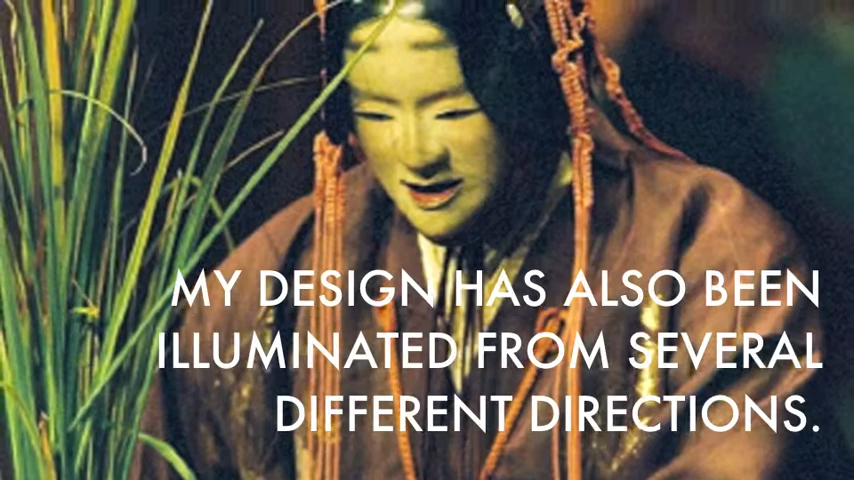 MY DESIGN HAS ALSO BEEN
ILLUMINATED FROM SEVERAL
DIFFERENT DIRECTIONS.